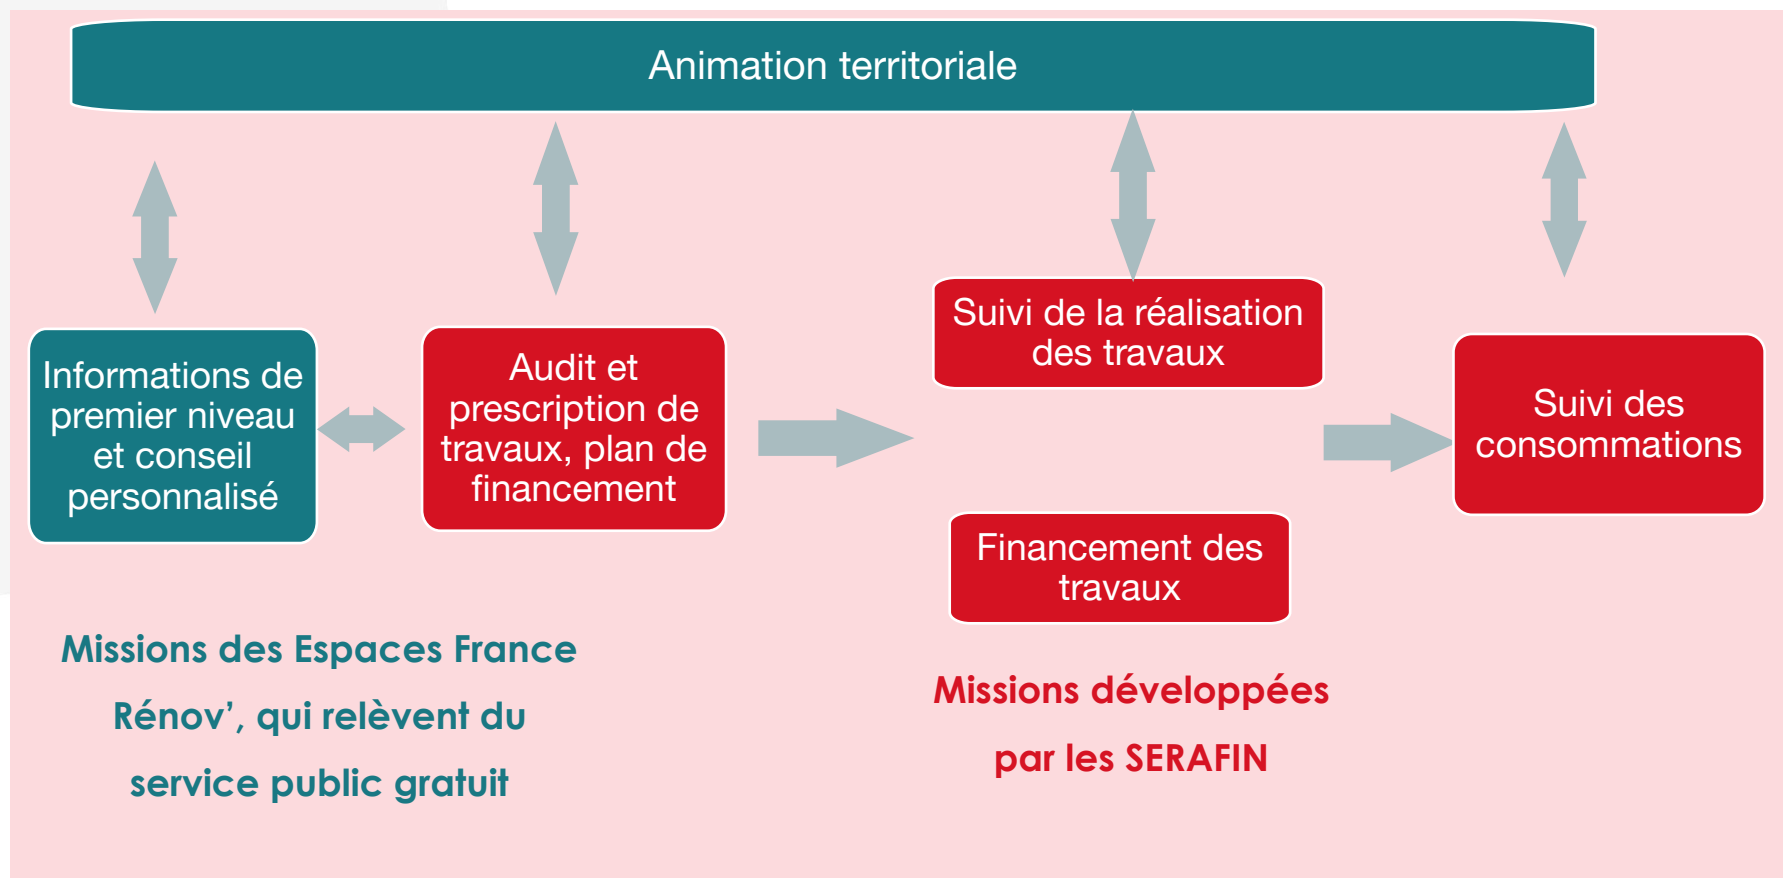 Animation territoriale
Informations de
premier niveau
et conseil
personnalisé
Audit et
prescription de
travaux, plan de
financement
Suivi de la réalisation
des travaux
Financement des
travaux
Suivi des
consommations
Missions des Espaces France
Rénov’, qui relèvent du
service public gratuit
Missions développées
par les SERAFIN